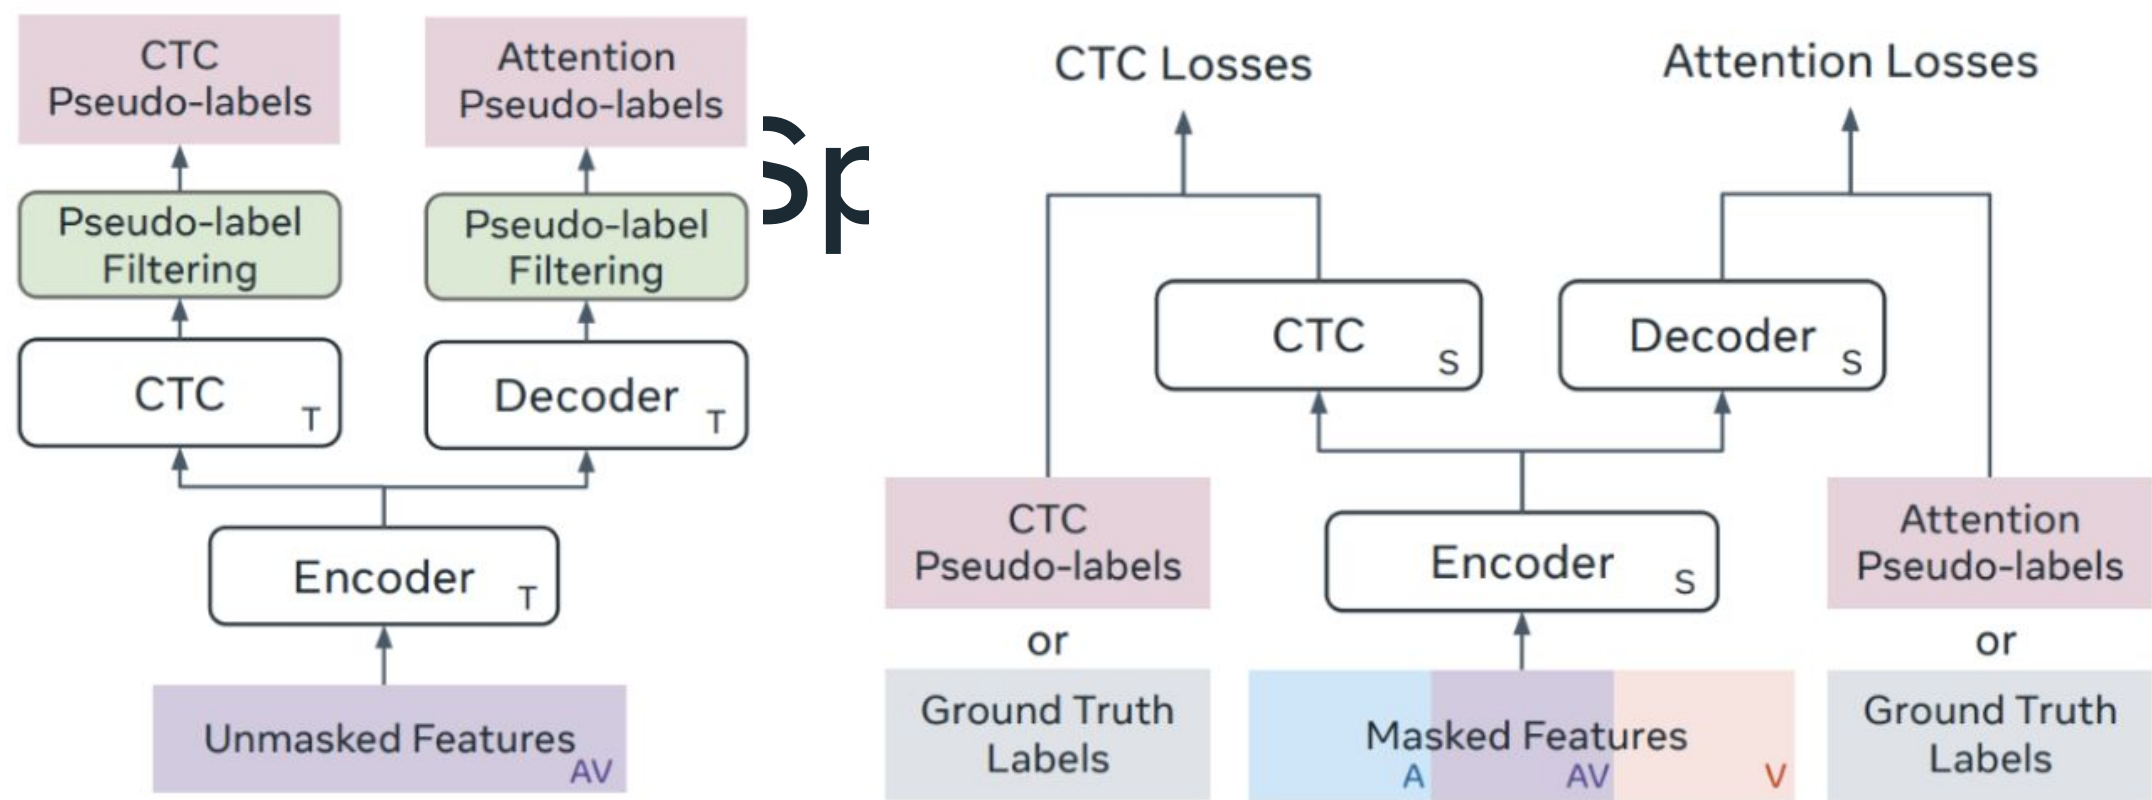 CTC
Pseudo-labels
Attention
Pseudo-labels
Pseudo-label
Filtering
Pseudo-label
Filtering
CTC
T
Decoder
T
Encoder
T
Unmasked Features
AV
Sp
CTC Losses
Attention Losses
CTC
S
Decoder
S
CTC
Pseudo-labels
or
Ground Truth
Labels
Encoder
S
Masked Features
A
AV
V
Attention
Pseudo-labels
or
Ground Truth
Labels